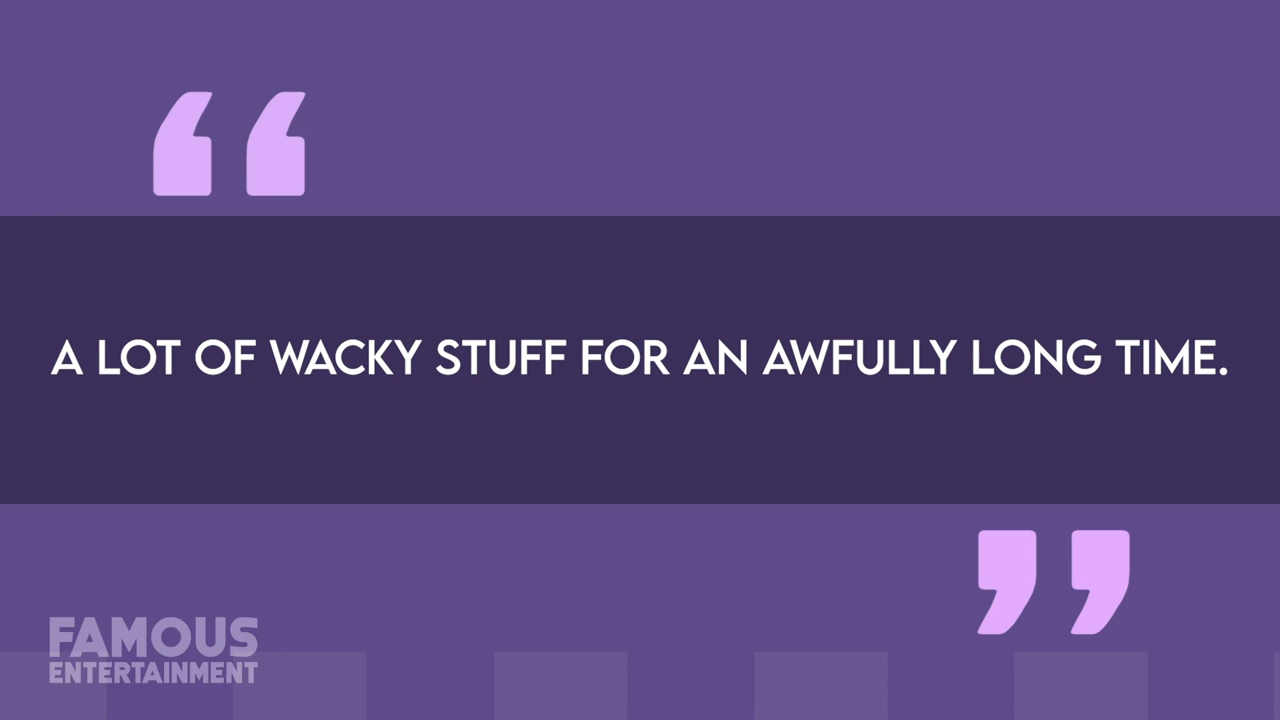 “
A LOT OF WACKY STUFF FOR AN AWFULLY LONG TIME.
”
FAMOUS
ENTERTAINMENT